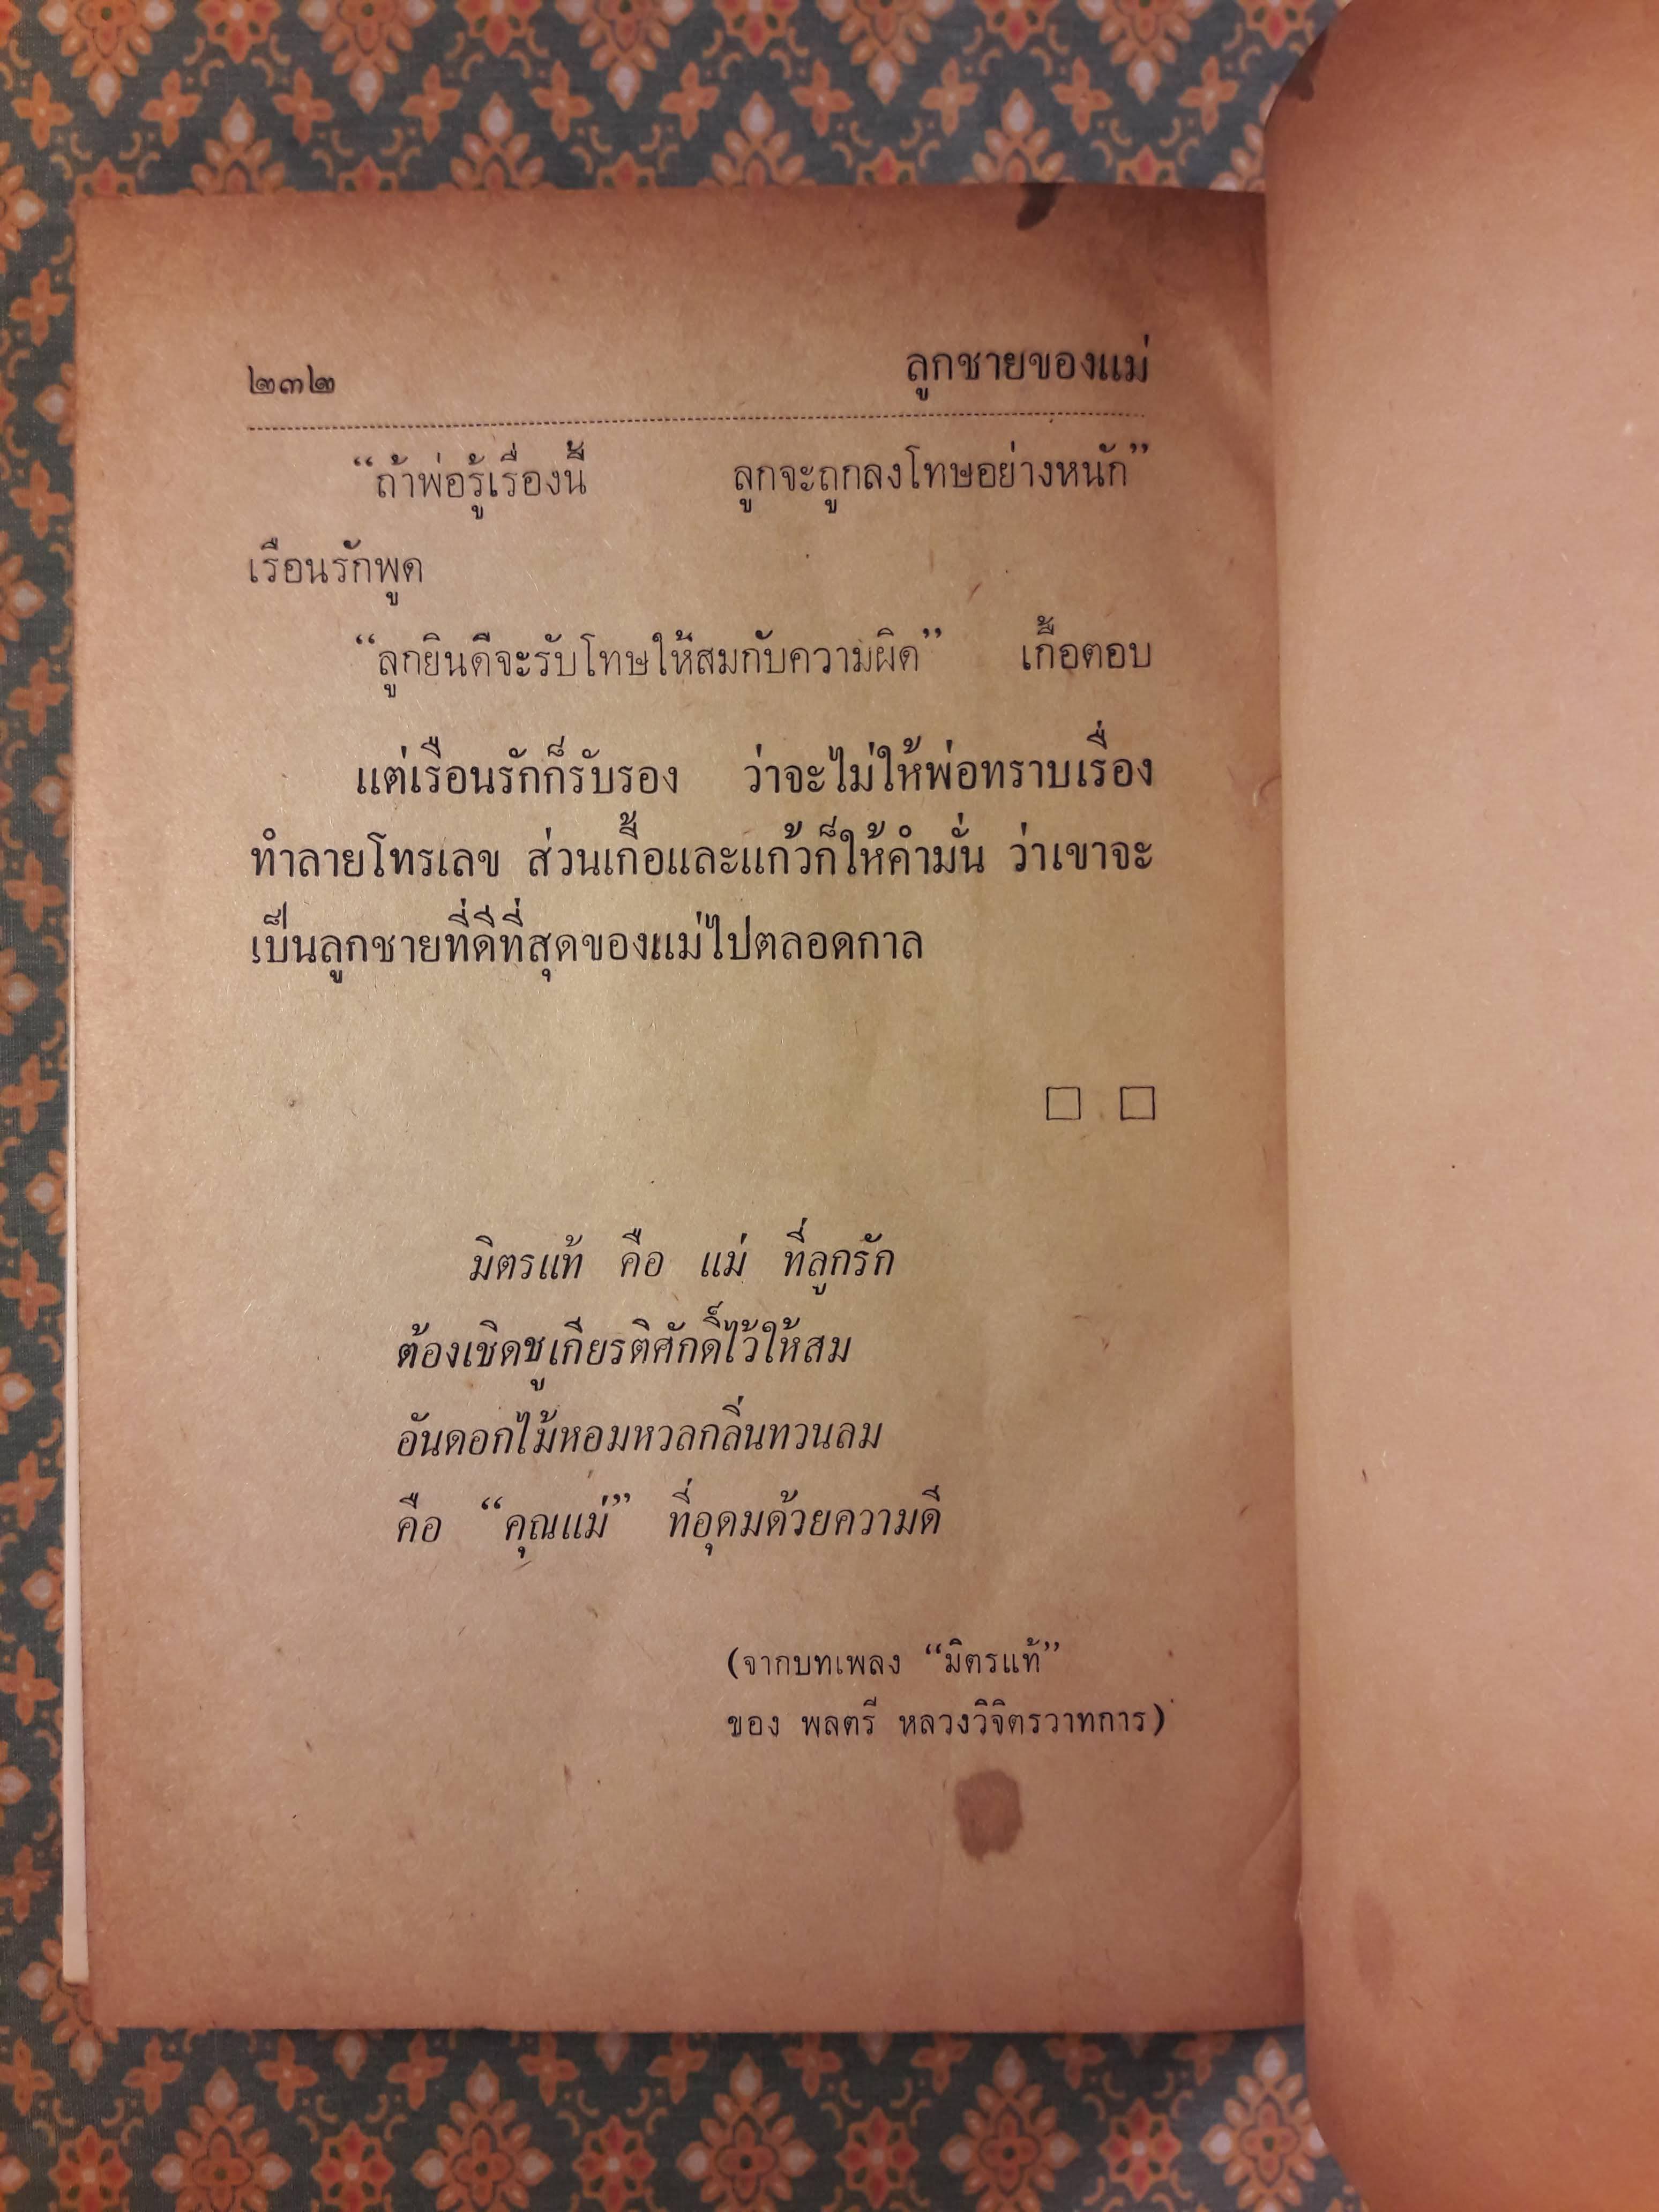 ๒๓๒ ลูกชายของแม่
“ถ้าพ่อรู้เรื่องนี้ ลูกจะถูกลงโทษอย่างหนัก”
เรือนรักพูด
“ลูกยินดีจะรับโทษให้สมกับความผิด” เกื้อตอบ
แต่เรือนรักก็รับรอง ว่าจะไม่ให้พ่อทราบเรื่อง
ทำลายโทรเลข ส่วนเกื้อและแก้วก็ให้คำมั่น ว่าเขาจะ
เป็นลูกชายที่ดีที่สุดของแม่ไปตลอดกาล
มิตรแท้ คือ แม่ ที่ลูกรัก
ต้องเชิดชูเกียรติศักดิ์ไว้ให้สม
อันดอกไม้หอมหวลกลิ่นทวนลม
คือ “คุณแม่” ที่อุดมด้วยความดี
(จากบทเพลง “มิตรแท้”
ของ พลตรี หลวงวิจิตรวาทการ)